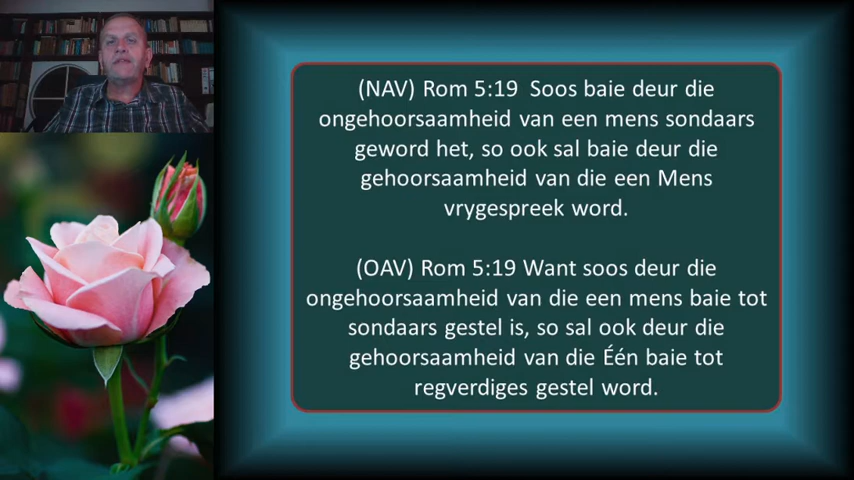 (NAV) Rom 5:19 Soos baie deur die
ongehoorsaamheid van een mens sondaars
geword het, so ook sal baie deur die
gehoorsaamheid van die een Mens
vrygespreek word.
(OAV) Rom 5:19 Want soos deur die
ongehoorsaamheid van die een mens baie tot
sondaars gestel is, so sal ook deur die
gehoorsaamheid van die Één baie tot
regverdiges gestel word.